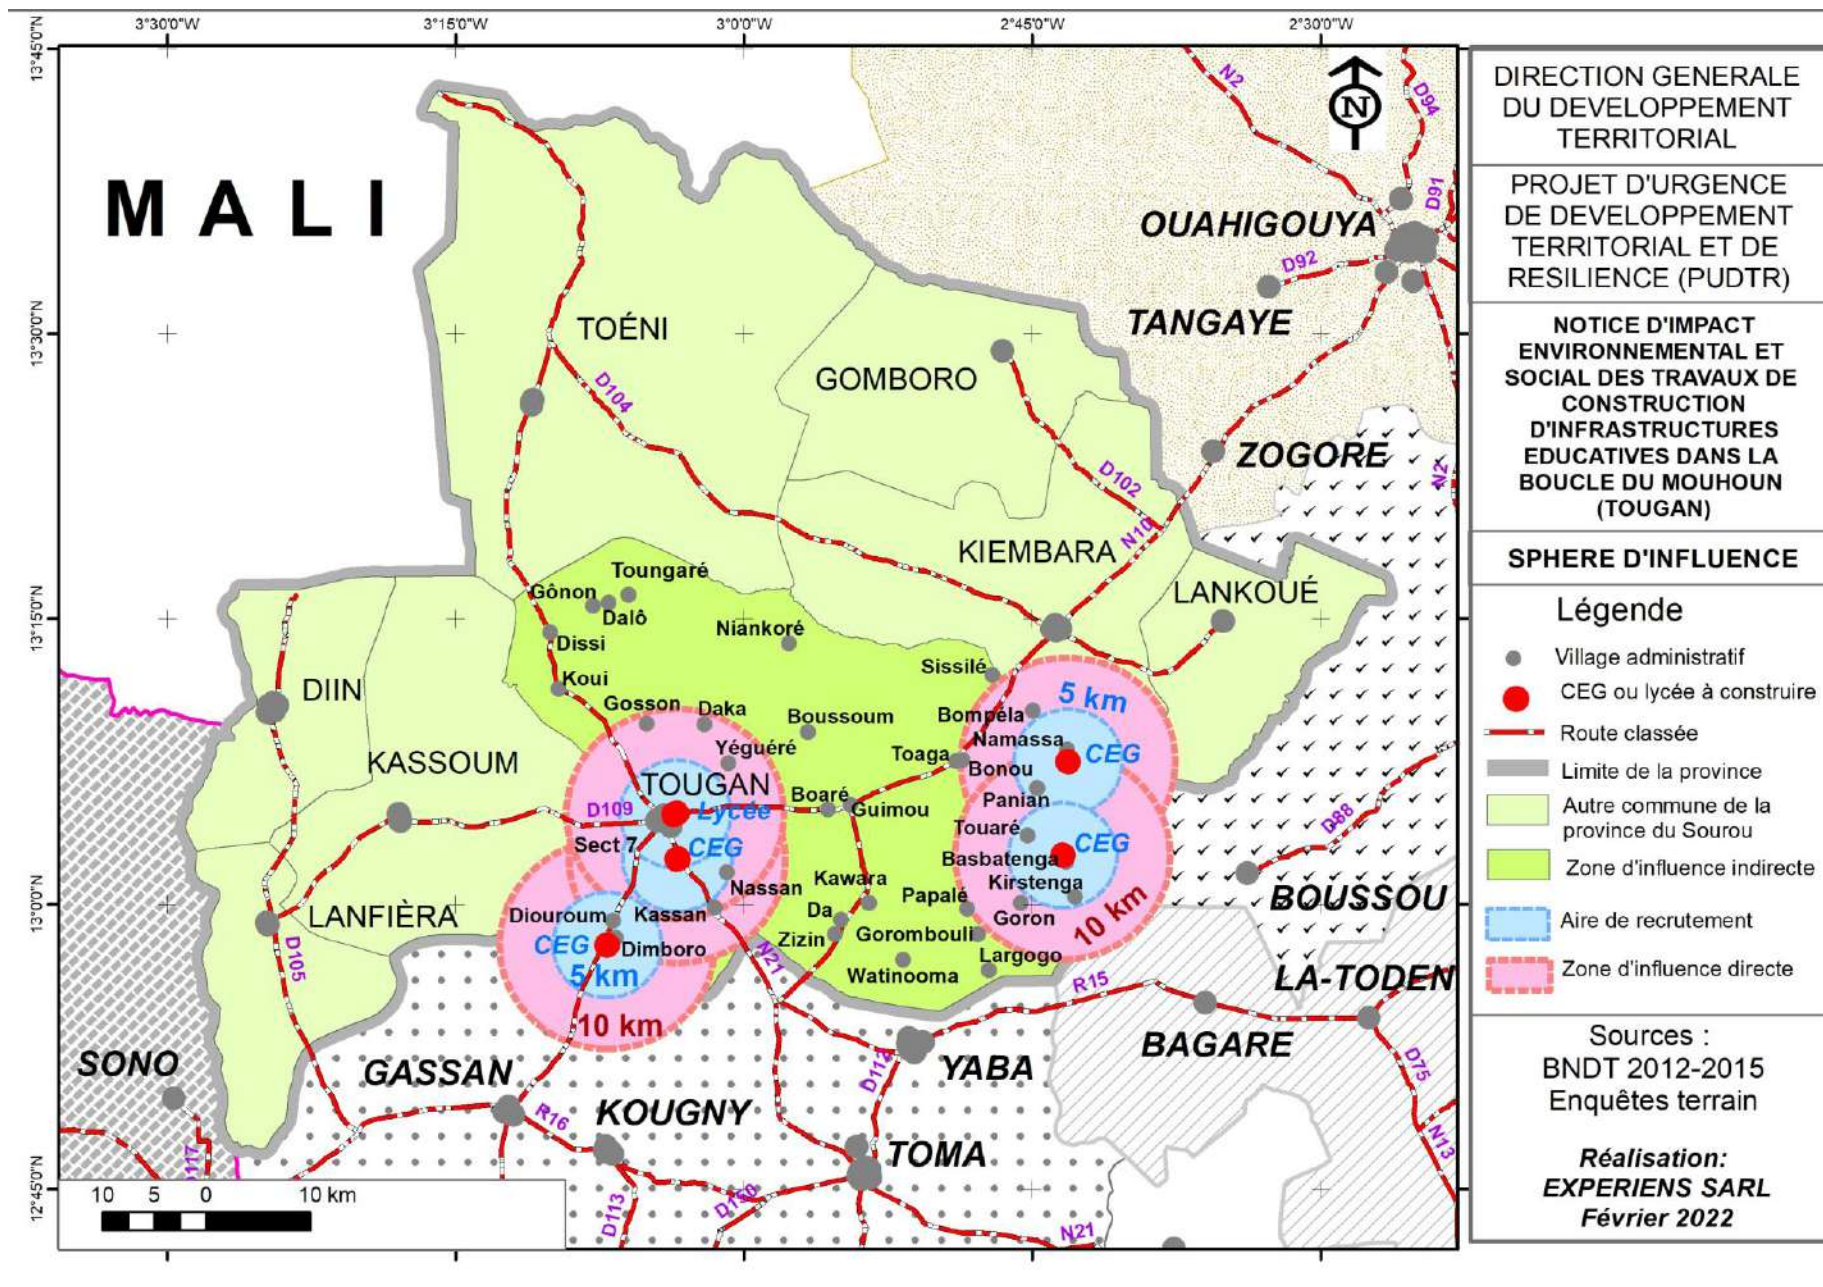 3°30'0"W
3°15'0"W
3°0'0"W
2°45'0"W
2°30'0"W
13°45'0"N
13°30'0"N
13°15'0"N
13°0'0"N
12°45'0"N
MALI
N2
D94
D91
OUAHIGOUYA
D92
TANGAYE
TOÉNI
GOMBORO
D104
ZOGORE
D102
N2
N10
KIEMBARA
LANKOUÉ
Toungaré
Gônon
Dalô
Niankoré
Dissi
Sissilé
Koui
DIIN
5 km
Gosson
Daka
Boussoum
Bompéla
Namassa
CEG
Yéguéré
Toaga
Bonou
KASSOUM
TOUGAN
Boaré
Panian
D109
Lycée
Guimou
D88
Touaré
Sect 7
CEG
CEG
Basbatenga
Nassan
Kawara
Kirstenga
Papalé
BOUSSOU
LANFIÈRA
Diouroum
Kassan
Da
Goron
10 km
CEG
Dimboro
Zizin
Gorombouli
D105
N21
Largogo
5 km
Watinooma
LA-TODEN
R15
10 km
BAGARE
SONO
GASSAN
D112
YABA
D75
KOUGNY
R16
N13
TOMA
D117
D150
D113
N21
10 5 0 10 km
DIRECTION GENERALE
DU DEVELOPPEMENT
TERRITORIAL
PROJET D'URGENCE
DE DEVELOPPEMENT
TERRITORIAL ET DE
RESILIENCE (PUDTR)
NOTICE D'IMPACT
ENVIRONNEMENTAL ET
SOCIAL DES TRAVAUX DE
CONSTRUCTION
D'INFRASTRUCTURES
EDUCATIVES DANS LA
BOUCLE DU MOUHOUN
(TOUGAN)
SPHERE D'INFLUENCE
Légende
Village administratif
CEG ou lycée à construire
Route classée
Limite de la province
Autre commune de la
province du Sourou
Zone d'influence indirecte
Aire de recrutement
Zone d'influence directe
Sources :
BNDT 2012-2015
Enquêtes terrain
Réalisation:
EXPERIENS SARL
Février 2022
N